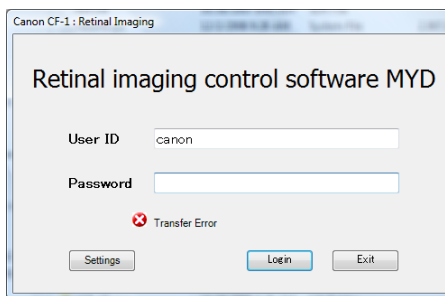 Canon CF-1 : Retinal Imaging
Retinal imaging control software MYD
User ID
canon
Password
Transfer Error
Settings
Login
Exit